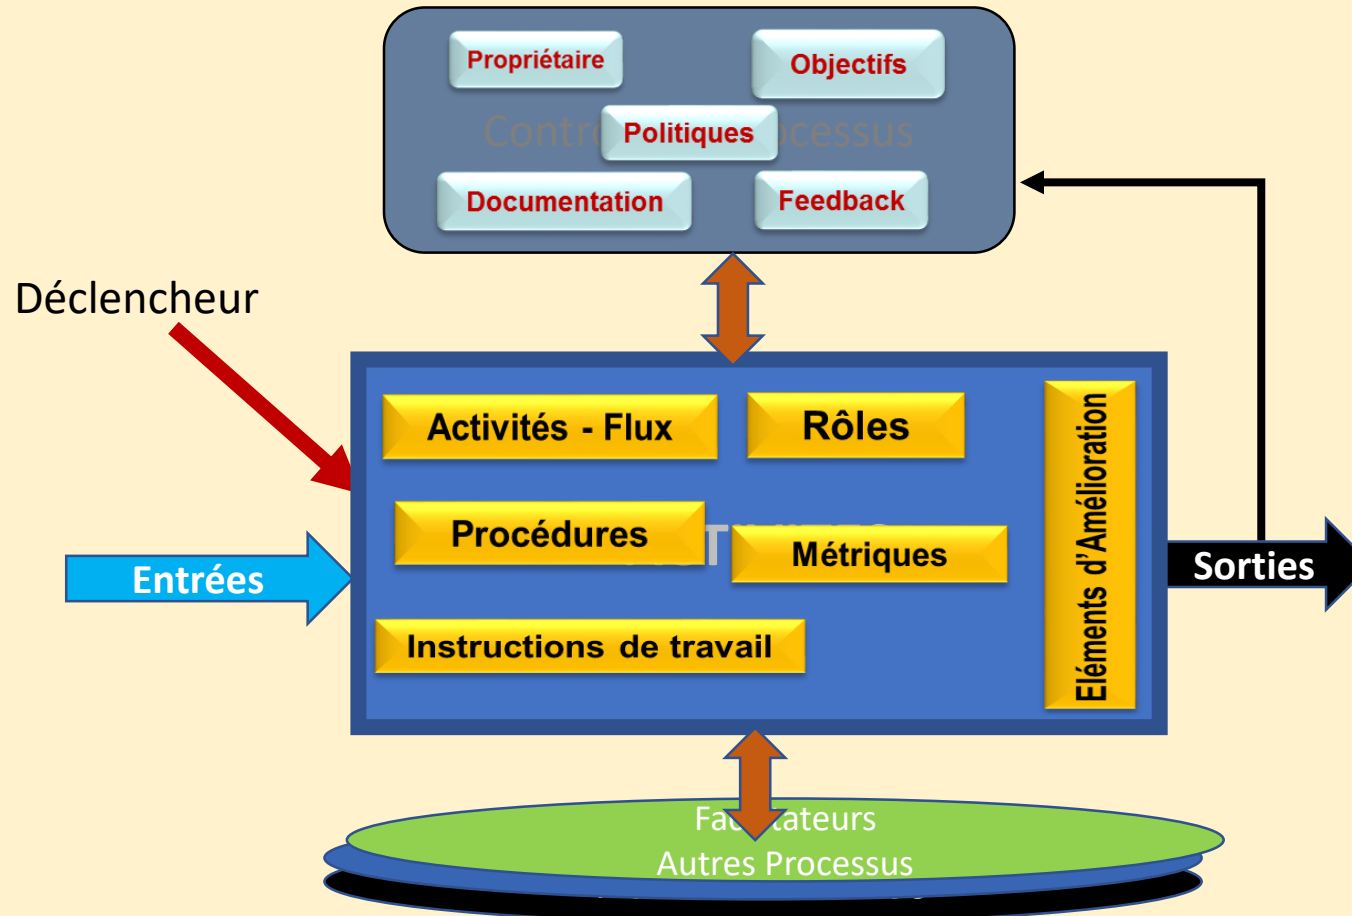 Propriétaire
Objectifs
Politiques
Documentation
Feedback
Déclencheur
Activités - Flux
Rôles
Procédures
Métriques
Instructions de travail
Eléments d'Amélioration
Entrées
Sorties
Autres Processus